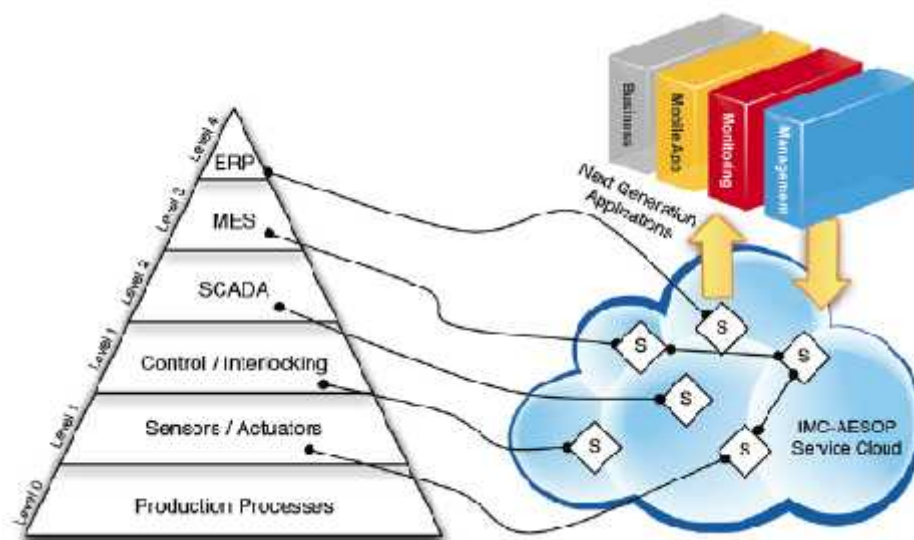 Level 4
ERP
Level 3
MES
Level 2
SCADA
Level 1
Control / Interlocking
Level 1
Sensors / Actuators
Level 0
Production Processes
Business
Mobile App
Monitoring
Management
Next Generation
Applications
S
S
S
S
S
S
IMC-AESOP
Service Cloud